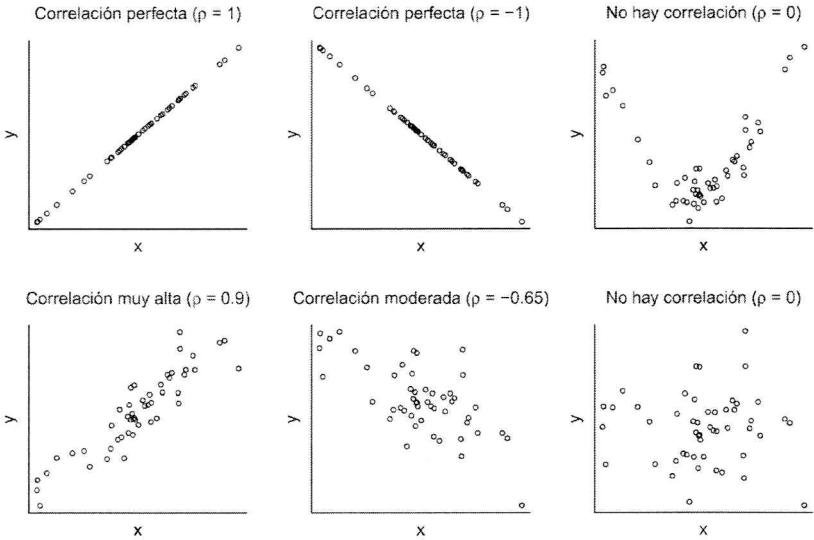 Correlación perfecta (ρ = 1)
y
x
Correlación perfecta (ρ = −1)
y
x
No hay correlación (ρ = 0)
y
x
Correlación muy alta (ρ = 0.9)
y
x
Correlación moderada (ρ = −0.65)
y
x
No hay correlación (ρ = 0)
y
x